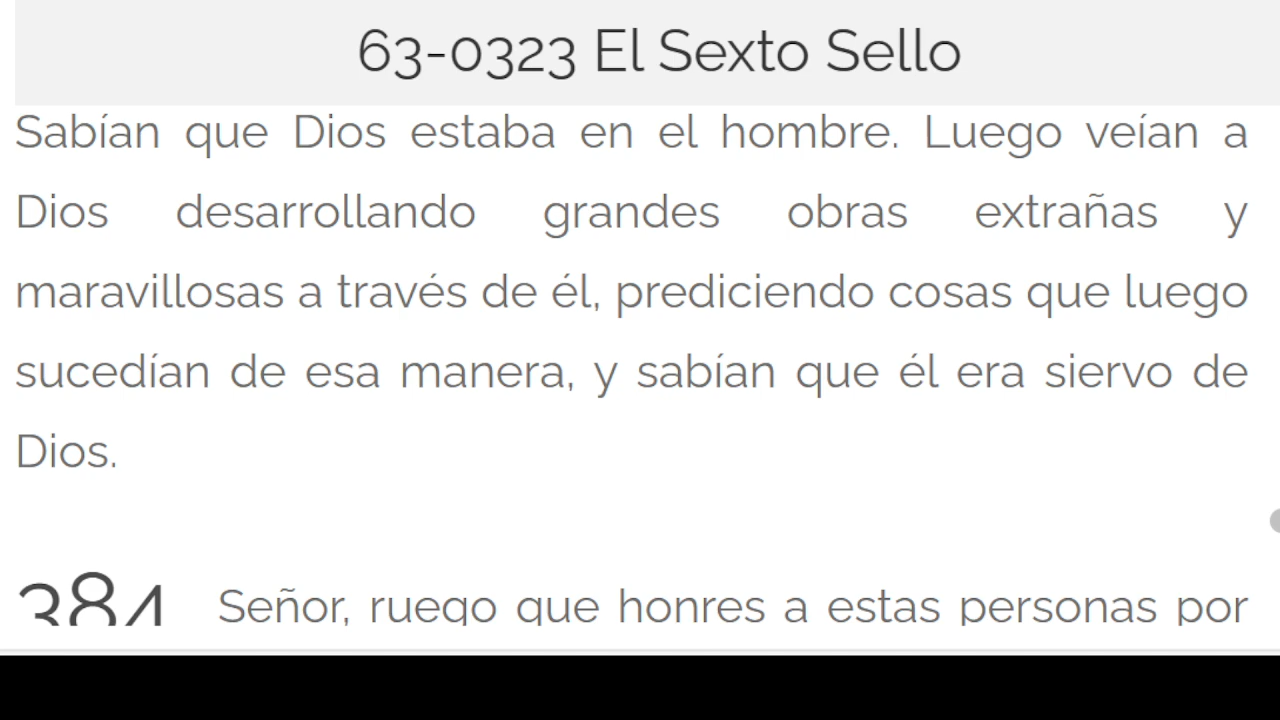 63-0323 El Sexto Sello
Sabían que Dios estaba en el hombre. Luego veían a
Dios desarrollando grandes obras extrañas y
maravillosas a través de él, prediciendo cosas que luego
sucedían de esa manera, y sabían que él era siervo de
Dios.
384 Señor, ruego que honres a estas personas por